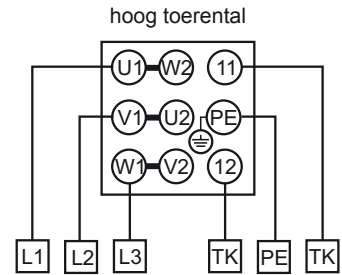 hoog toerental
U1 W2 11
V1 U2 PE
W1 V2 12
L1 L2 L3 TK PE TK